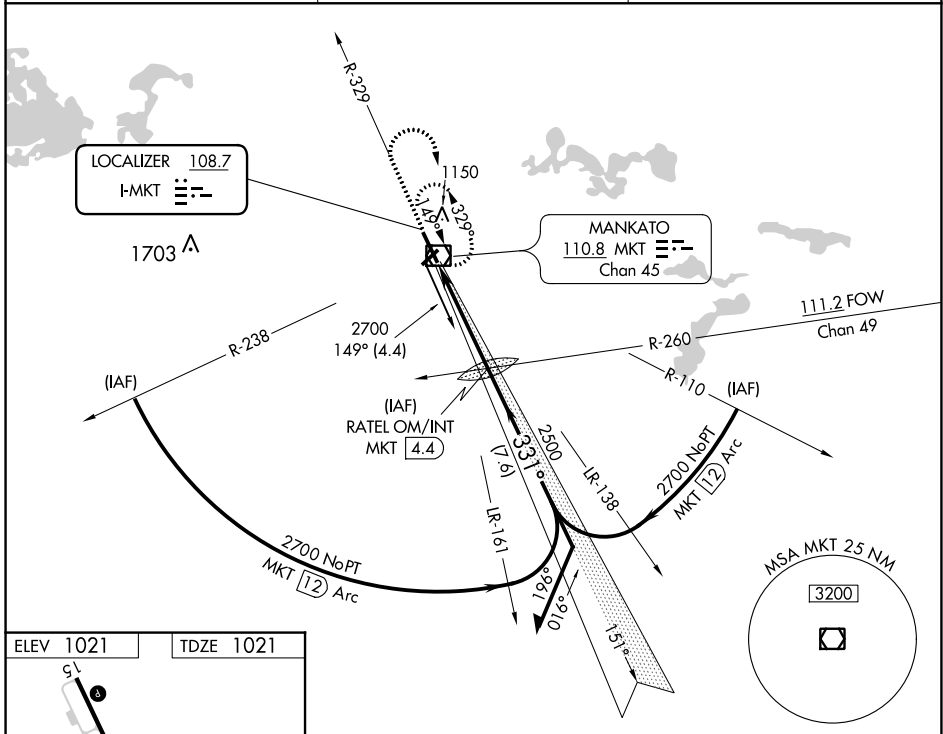 R-329
LOCALIZER 108.7
I-MKT
1150
149°
329°
1703
MANKATO
110.8 MKT
Chan 45
2700
149° (4.4)
R-238
111.2 FOW
Chan 49
R-260
R-110
(IAF)
(IAF)
(IAF)
RATEL OM/INT
MKT 4.4
331°
2500
(7.6)
LR-138
LR-161
2700 NoPT
MKT 12 Arc
2700 NoPT
MKT 12 Arc
196°
016°
151°
MSA MKT 25 NM
3200
ELEV 1021
TDZE 1021
15
P